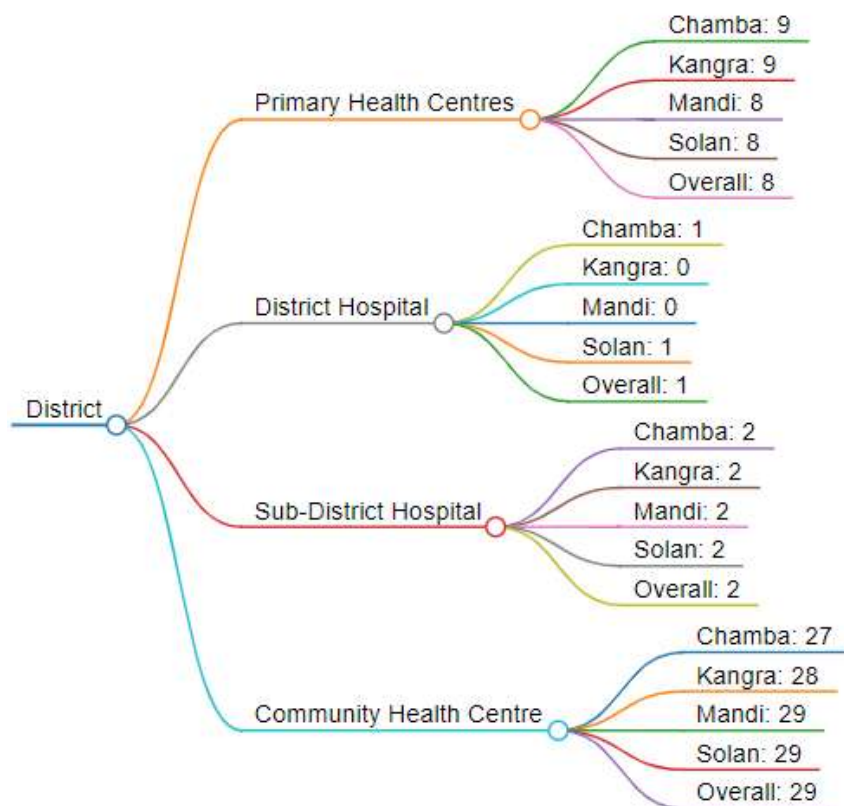 District
Primary Health Centres
Chamba: 9
Kangra: 9
Mandi: 8
Solan: 8
Overall: 8
District Hospital
Chamba: 1
Kangra: 0
Mandi: 0
Solan: 1
Overall: 1
Sub-District Hospital
Chamba: 2
Kangra: 2
Mandi: 2
Solan: 2
Overall: 2
Community Health Centre
Chamba: 27
Kangra: 28
Mandi: 29
Solan: 29
Overall: 29